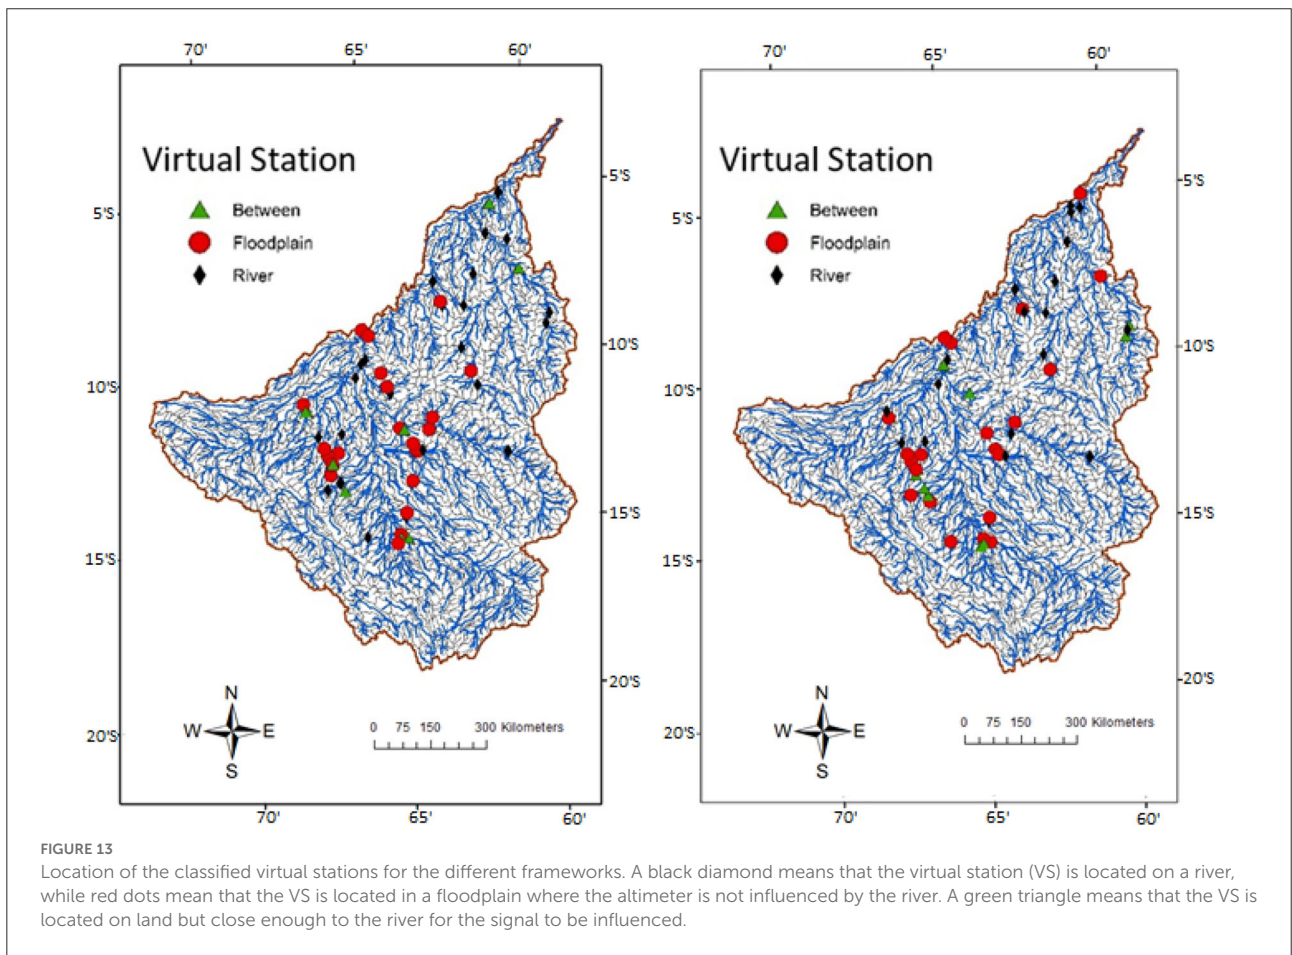 70' 65' 60'
70' 65' 60'
Virtual Station
Between
Floodplain
River
5'S
10'S
15'S
20'S
5'S
10'S
15'S
20'S
N
W E
S
0 75 150 300 Kilometers
70' 65' 60'
Virtual Station
Between
Floodplain
River
5'S
10'S
15'S
20'S
5'S
10'S
15'S
20'S
N
W E
S
0 75 150 300 Kilometers
70' 65' 60'
FIGURE 13
Location of the classified virtual stations for the different frameworks. A black diamond means that the virtual station (VS) is located on a river,
while red dots mean that the VS is located in a floodplain where the altimeter is not influenced by the river. A green triangle means that the VS is
located on land but close enough to the river for the signal to be influenced.